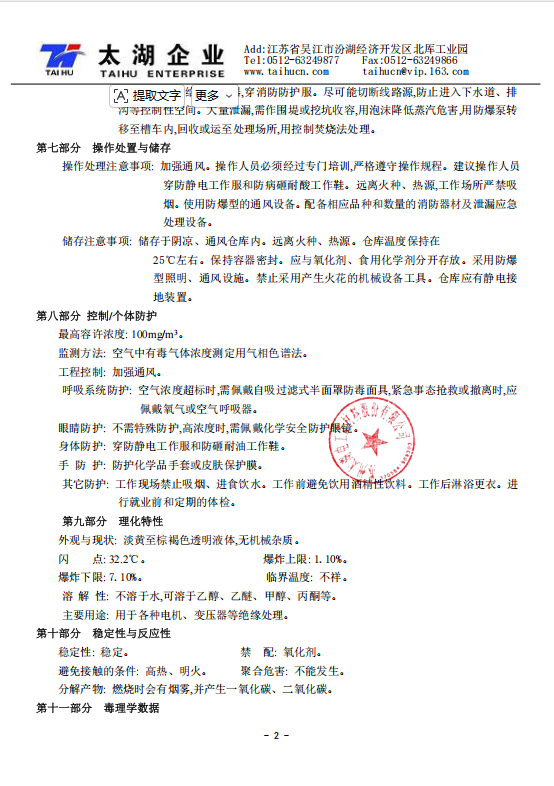 太湖企业
TAI HU
TAIHU ENTERPRISE
Add:江苏省吴江市汾湖经济开发区北厍工业园
Tel:0512-63249877 Fax:0512-63249866
www.taihucn.com taihucn@vip.163.com
提取文字 更多
,穿消防防护服。尽可能切断线路源,防止进入下水道、排
沟等控制性空间。大量泄漏,需作围堤或挖坑收容,用泡沫降低蒸汽危害,用防爆泵转
移至槽车内,回收或运至处理场所,用控制焚烧法处理。
第七部分 操作处置与储存
操作处理注意事项: 加强通风。操作人员必须经过专门培训,严格遵守操作规程。建议操作人员
穿防静电工作服和防病砸耐酸工作鞋。远离火种、热源,工作场所严禁吸
烟。使用防爆型的通风设备。配备相应品种和数量的消防器材及泄漏应急
处理设备。
储存注意事项: 储存于阴凉、通风仓库内。远离火种、热源。仓库温度保持在
25℃左右。保持容器密封。应与氧化剂、食用化学剂分开存放。采用防爆
型照明、通风设施。禁止采用产生火花的机械设备工具。仓库应有静电接
地装置。
第八部分 控制/个体防护
最高容许浓度: 100mg/m³。
监测方法: 空气中有毒气体浓度测定用气相色谱法。
工程控制: 加强通风。
呼吸系统防护: 空气浓度超标时,需佩戴自吸过滤式半面罩防毒面具,紧急事态抢救或撤离时,应
佩戴氧气或空气呼吸器。
眼睛防护: 不需特殊防护,高浓度时,需佩戴化学安全防护眼镜。
身体防护: 穿防静电工作服和防砸耐油工作鞋。
手 防 护: 防护化学品手套或皮肤保护膜。
其它防护: 工作现场禁止吸烟、进食饮水。工作前避免饮用酒精性饮料。工作后淋浴更衣。进
行就业前和定期的体检。
第九部分 理化特性
外观与现状: 淡黄至棕褐色透明液体,无机械杂质。
闪 点: 32.2℃。 爆炸上限: 1.10%。
爆炸下限: 7.10%。 临界温度: 不祥。
溶 解 性: 不溶于水,可溶于乙醇、乙醚、甲醇、丙酮等。
主要用途: 用于各种电机、变压器等绝缘处理。
第十部分 稳定性与反应性
稳定性: 稳定。 禁 配: 氧化剂。
避免接触的条件: 高热、明火。 聚合危害: 不能发生。
分解产物: 燃烧时会有烟雾,并产生一氧化碳、二氧化碳。
第十一部分 毒理学数据
- 2 -